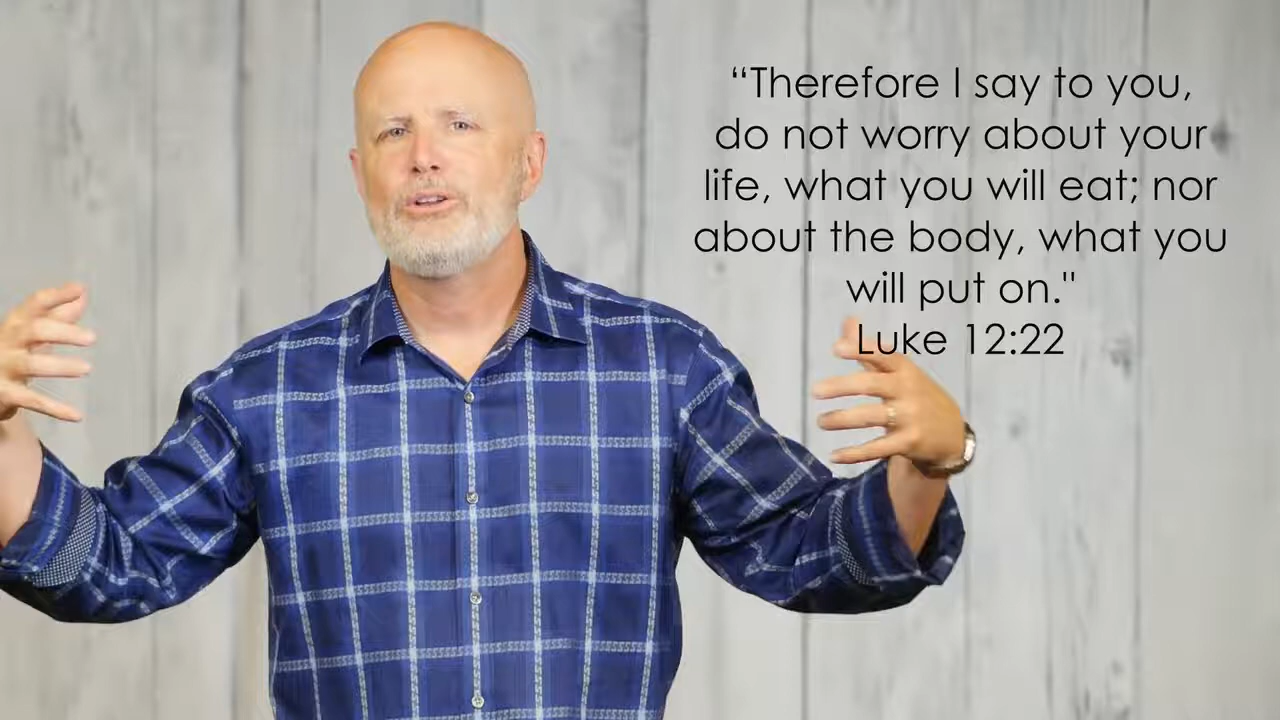 “Therefore I say to you,
do not worry about your
life, what you will eat; nor
about the body, what you
will put on."
Luke 12:22